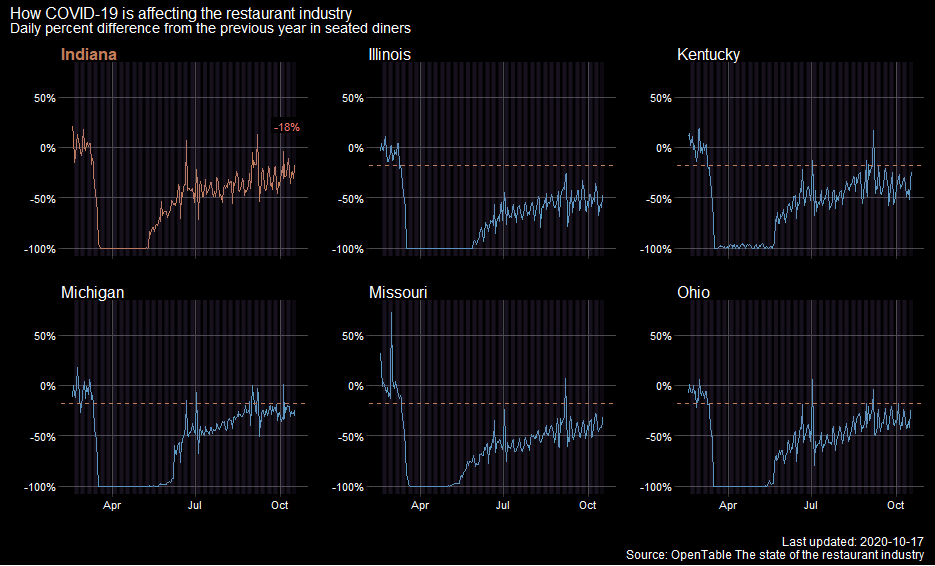 How COVID-19 is affecting the restaurant industry
Daily percent difference from the previous year in seated diners
Indiana
Illinois
Kentucky
50%
0%
-50%
-100%
-18%
50%
0%
-50%
-100%
50%
0%
-50%
-100%
Michigan
Missouri
Ohio
50%
0%
-50%
-100%
50%
0%
-50%
-100%
50%
0%
-50%
-100%
Apr Jul Oct
Apr Jul Oct
Apr Jul Oct
Last updated: 2020-10-17
Source: OpenTable The state of the restaurant industry